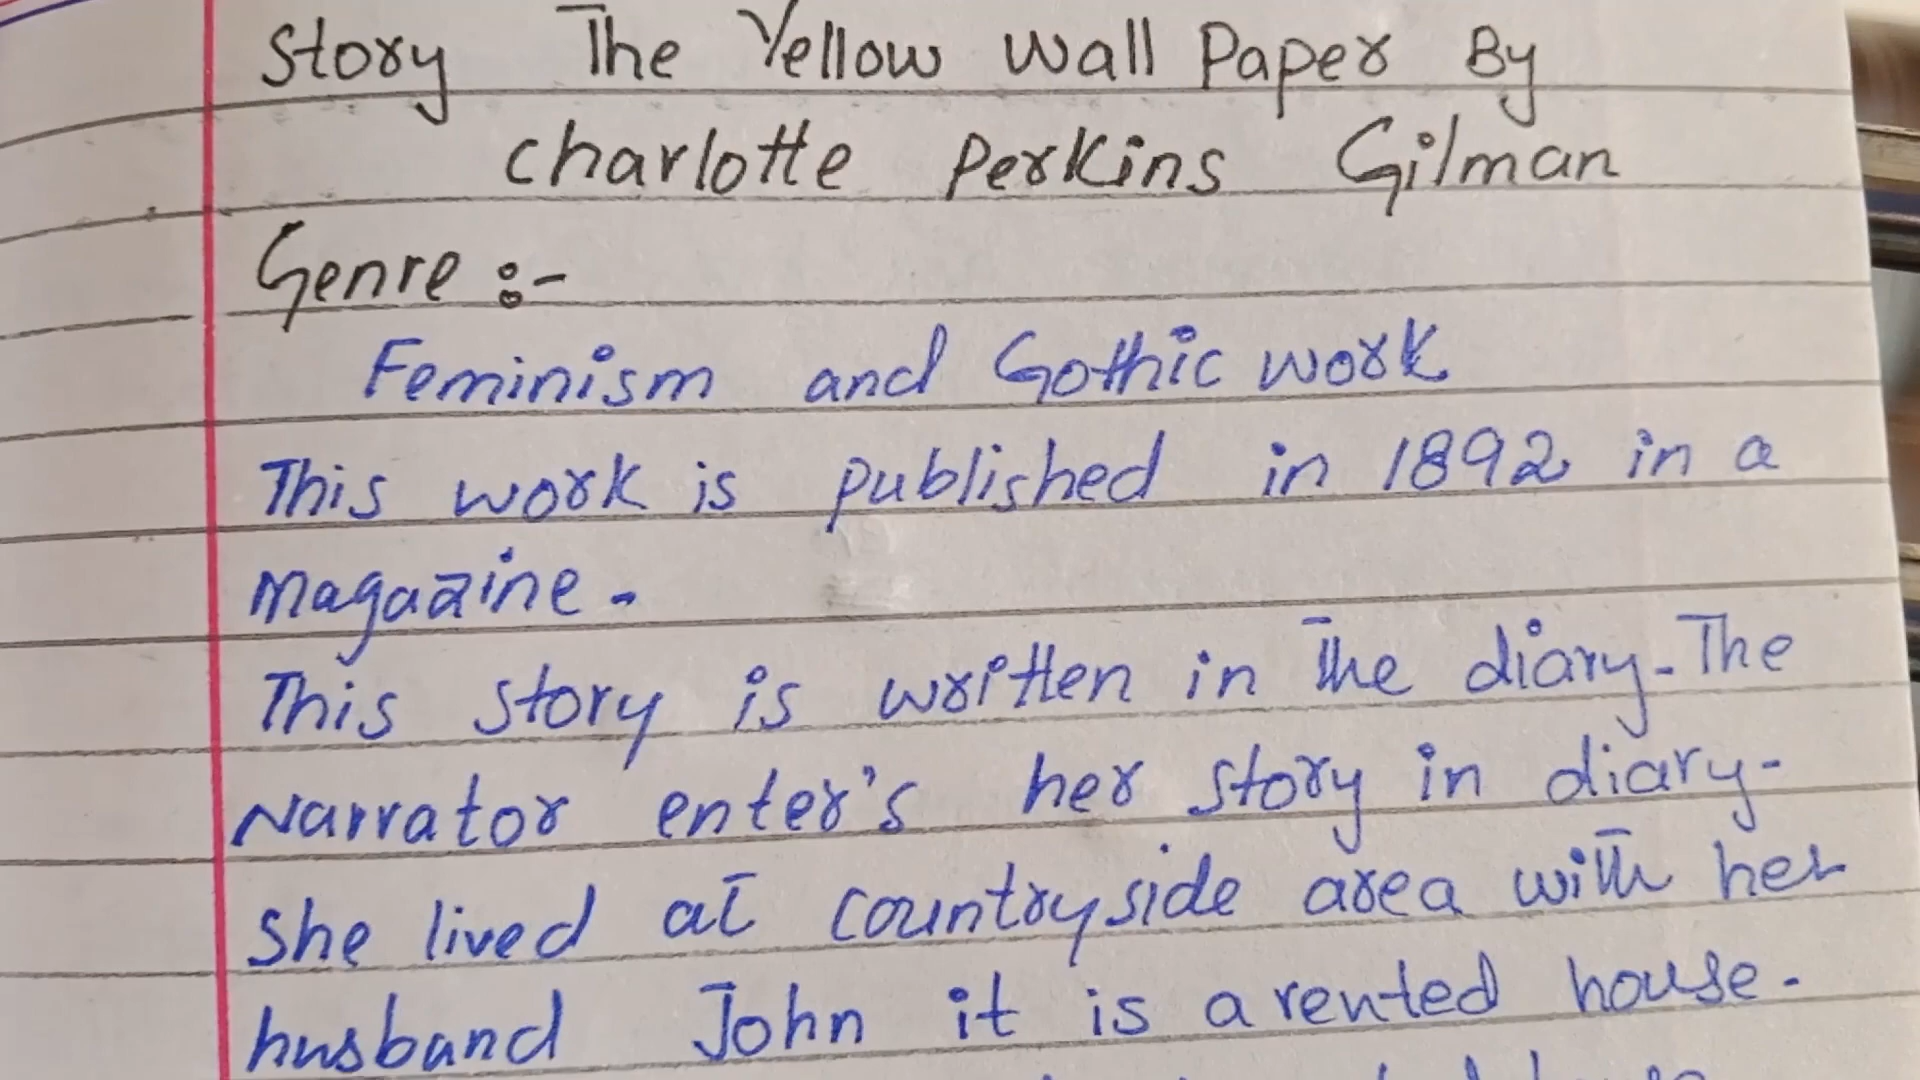 Story The Yellow Wall Paper By
Charlotte Perkins Gilman
Genre :-
Feminism and Gothic work
This work is published in 1892 in a
Magazine.
This story is written in the diary. The
Narrator enter's her story in diary.
She lived at countryside area with her
husband John it is a rented house.